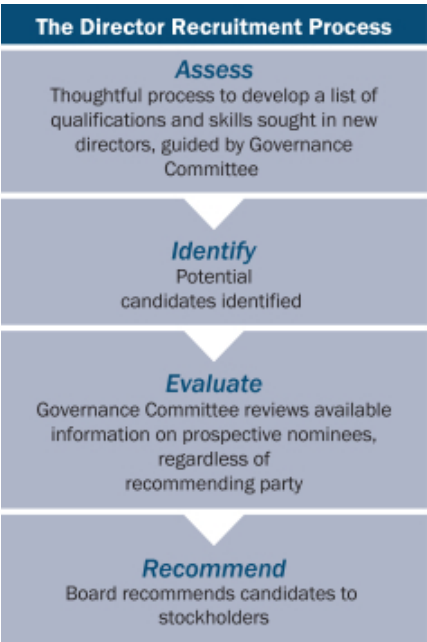 The Director Recruitment Process
Assess
Thoughtful process to develop a list of
qualifications and skills sought in new
directors, guided by Governance
Committee
Identify
Potential
candidates identified
Evaluate
Governance Committee reviews available
information on prospective nominees,
regardless of
recommending party
Recommend
Board recommends candidates to
stockholders